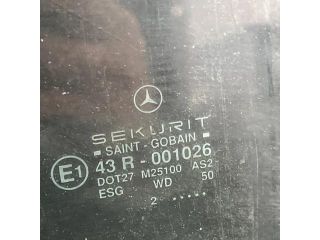 SEKURIT
SAINT-GOBAIN
E1 43 R - 001026
DOT27 M25100 AS2
ESG WD 50
2 .....